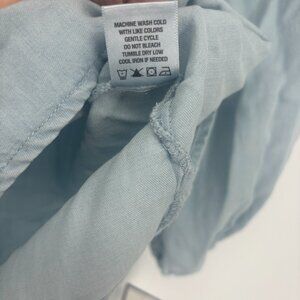 MACHINE WASH COLD
WITH LIKE COLORS
GENTLE CYCLE
DO NOT BLEACH
TUMBLE DRY LOW
COOL IRON IF NEEDED